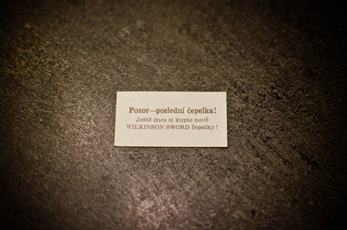 Pozor—poslední čepelka!
Ještě dnes si kupte nové
WILKINSON SWORD čepelky!